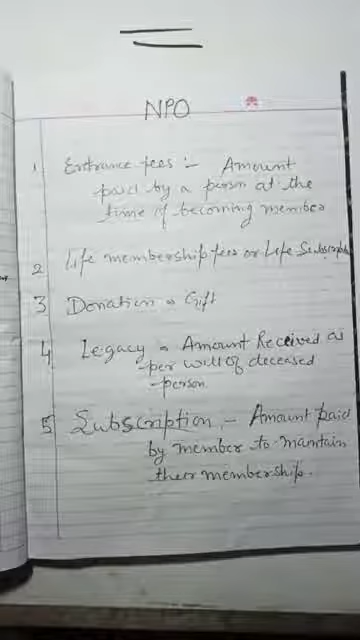 NPO
1 Entrance fees :- Amount
paid by a person at the
time of becoming member
2 Life membership fees or Life Subscription
3 Donation = Gift
4 Legacy = Amount Received as
-per will of deceased
-person
5 Subscription - Amount paid
by member to maintain
their membership.